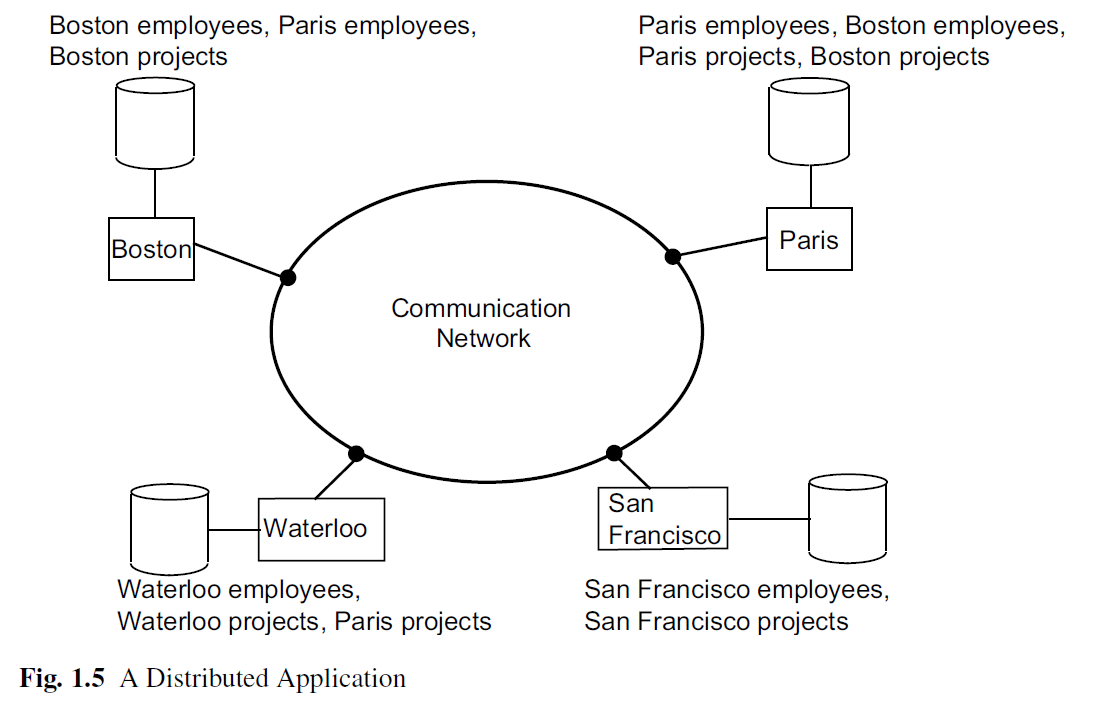 Boston employees, Paris employees,
Boston projects
Paris employees, Boston employees,
Paris projects, Boston projects
Boston
Paris
Communication
Network
Waterloo
San
Francisco
Waterloo employees,
Waterloo projects, Paris projects
San Francisco employees,
San Francisco projects
Fig. 1.5 A Distributed Application